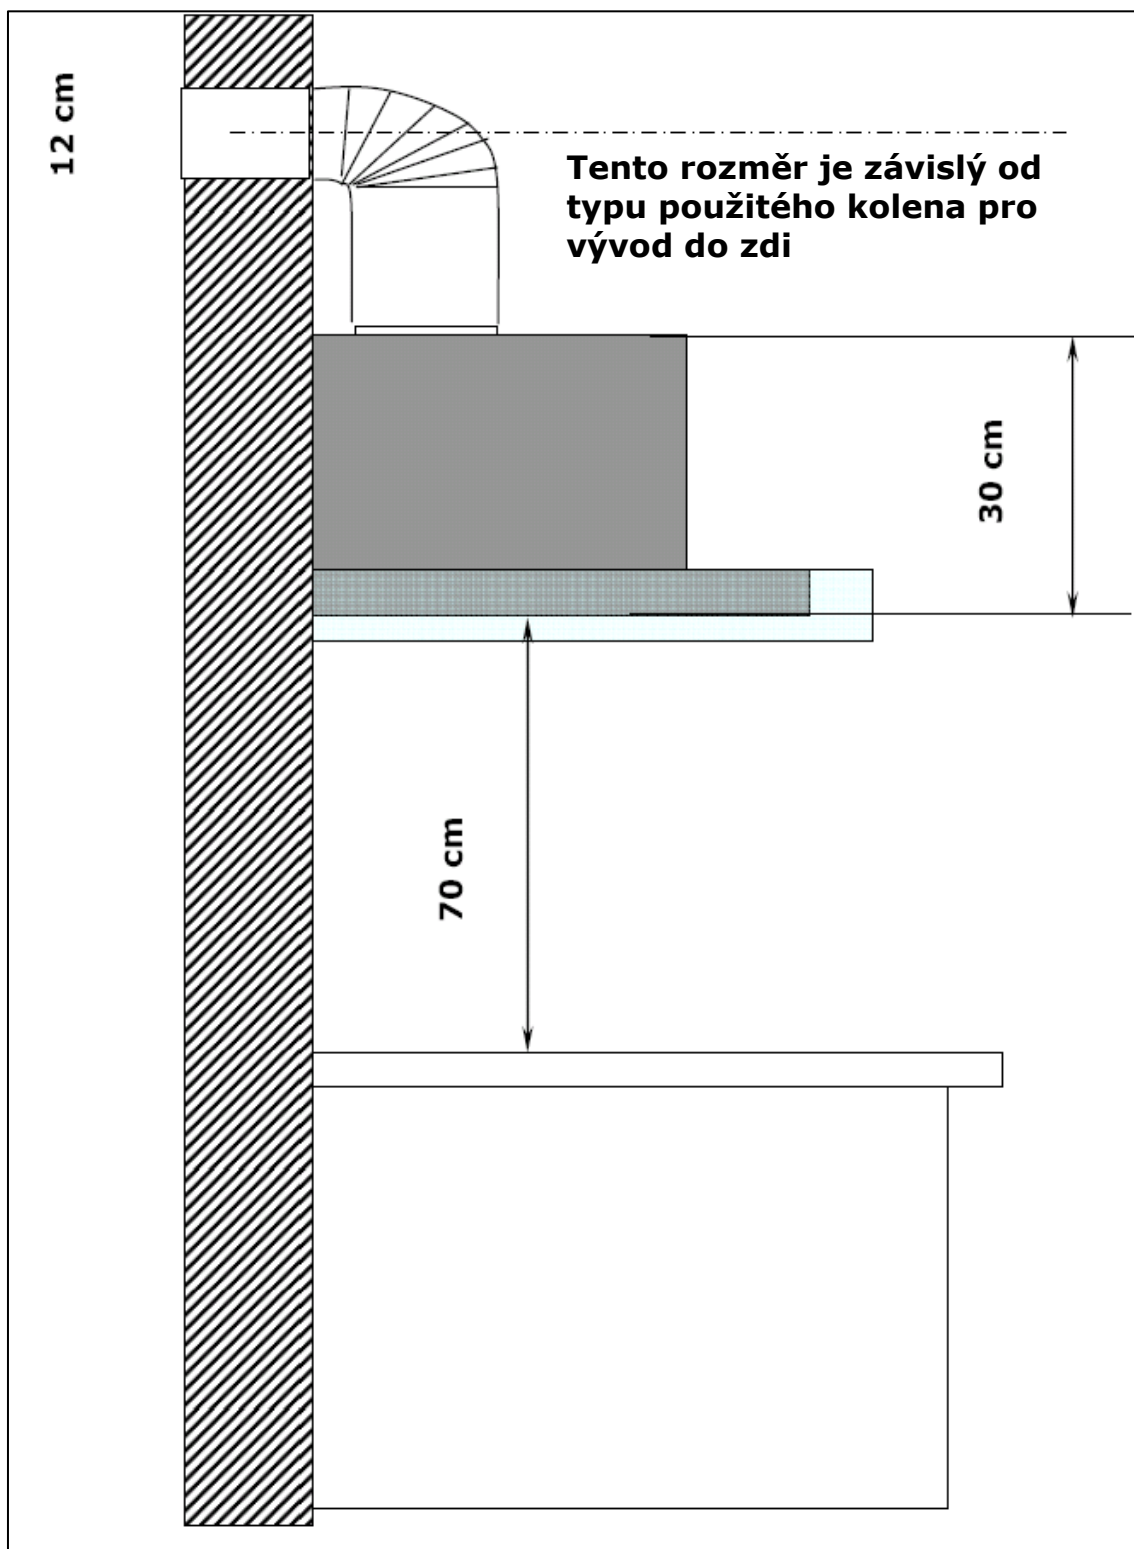 12 cm
Tento rozměr je závislý od
typu použitého kolena pro
vývod do zdi
30 cm
70 cm